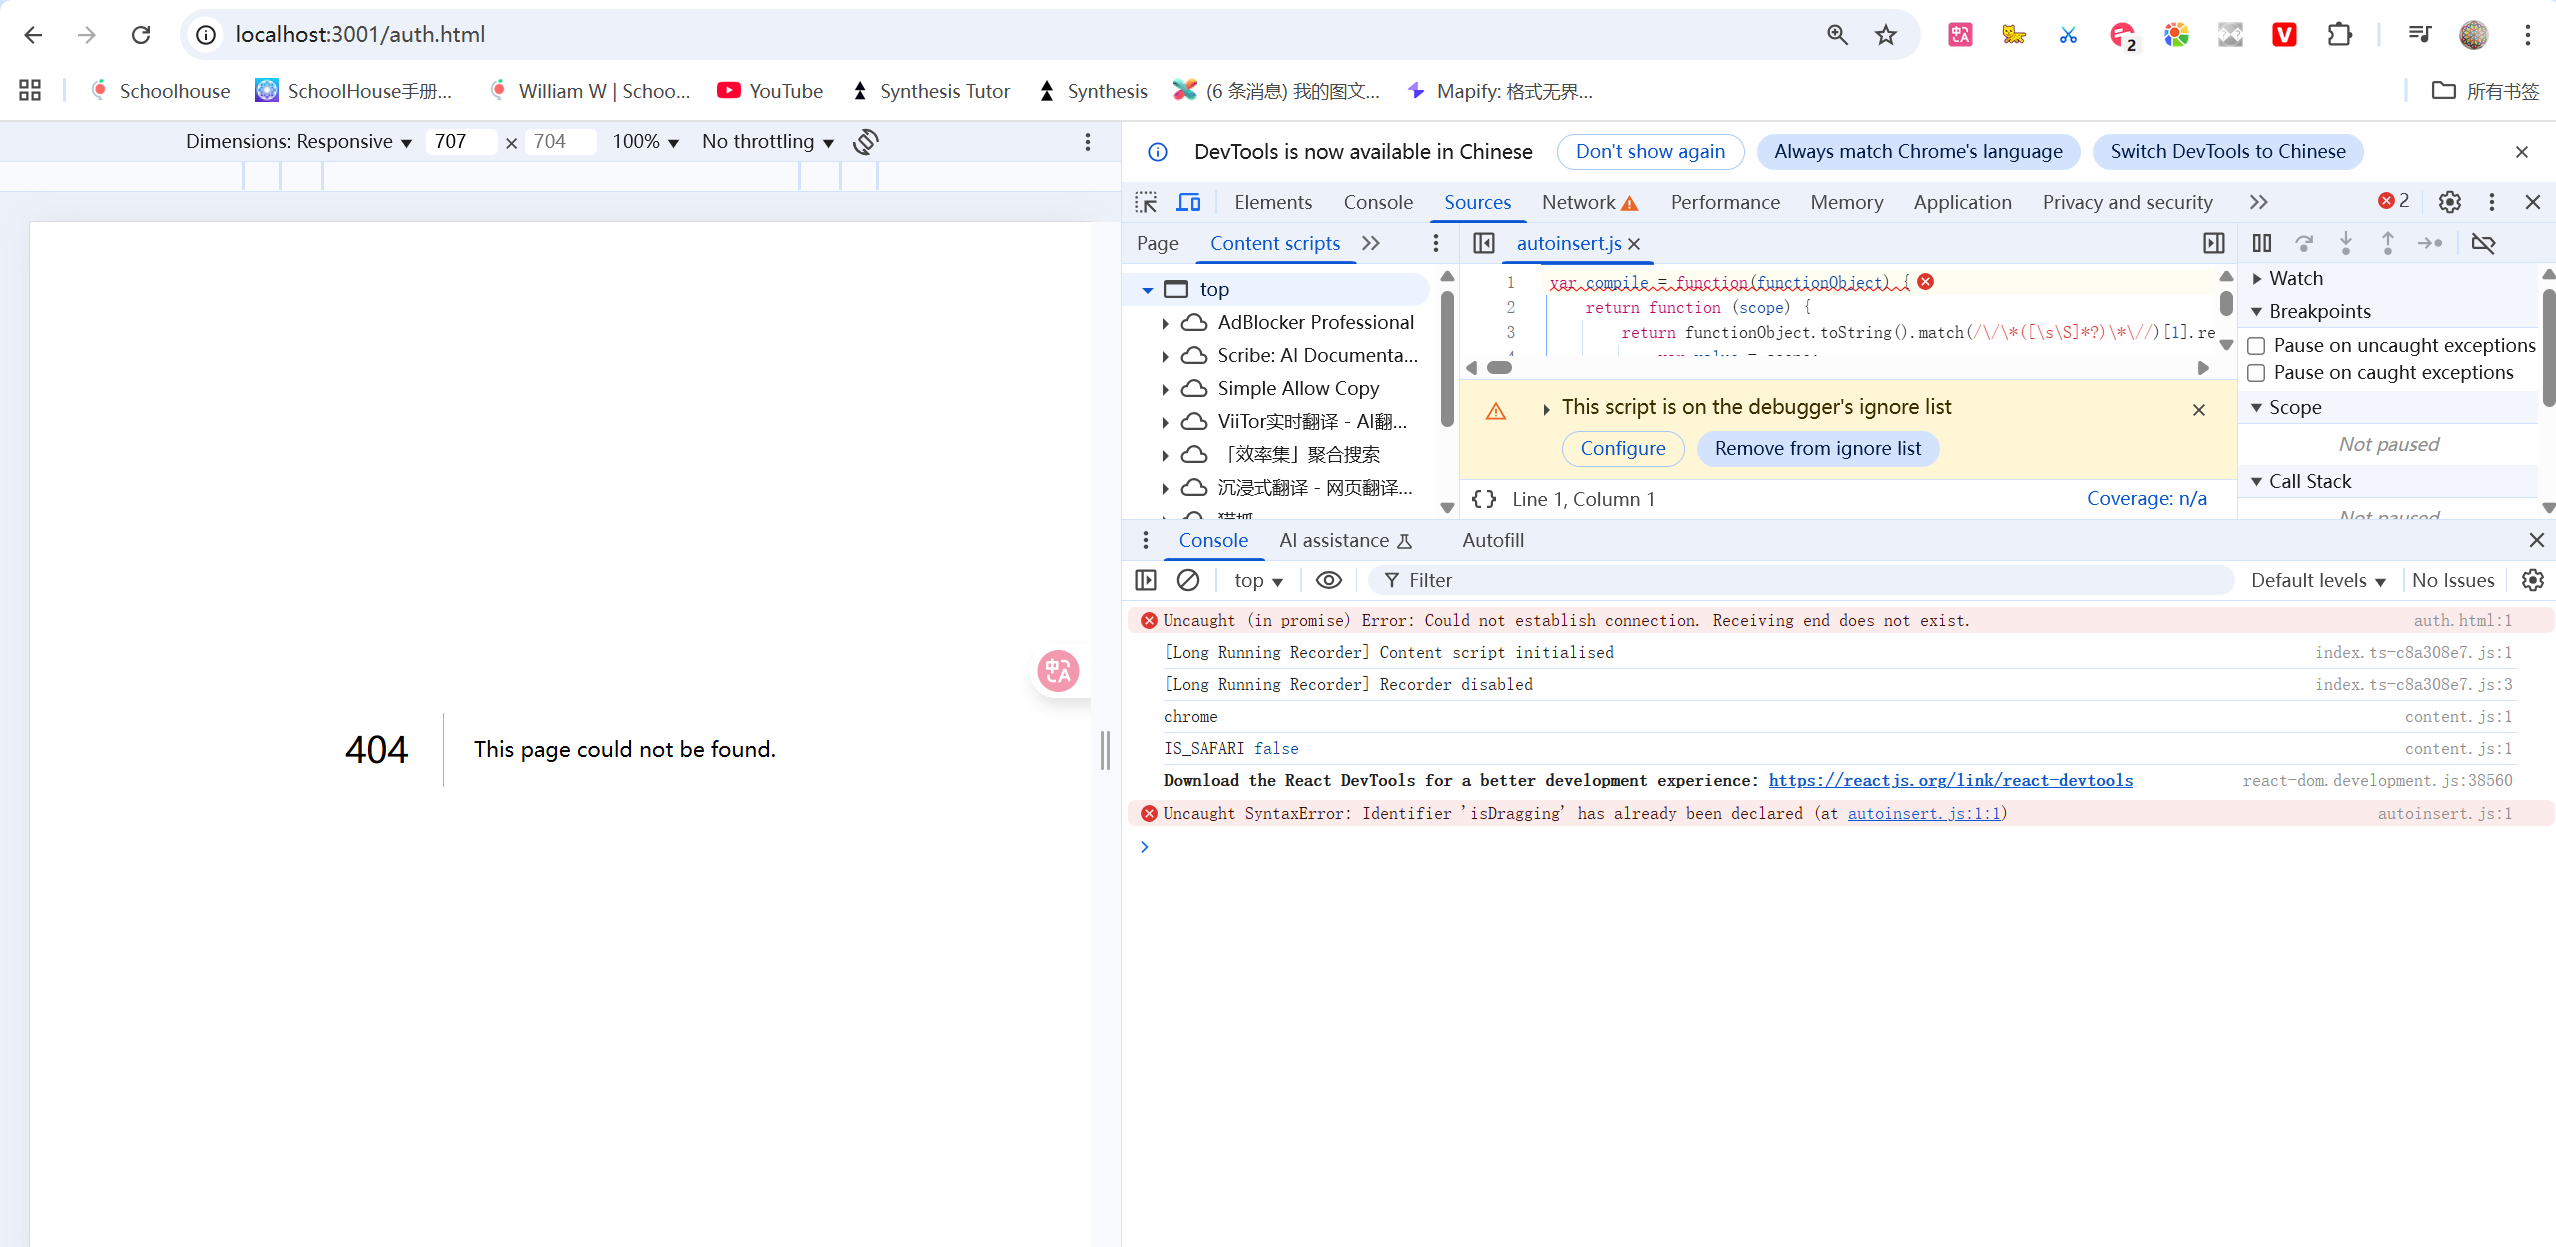 localhost:3001/auth.html
2
Schoolhouse
SchoolHouse手册...
William W | Schoo...
YouTube
Synthesis Tutor
Synthesis
(6 条消息) 我的图文...
Mapify: 格式无界...
所有书签
Dimensions: Responsive
707 × 704
100%
No throttling
404
This page could not be found.
DevTools is now available in Chinese
Don't show again
Always match Chrome's language
Switch DevTools to Chinese
Elements
Console
Sources
Network
Performance
Memory
Application
Privacy and security
2
Page
Content scripts
top
AdBlocker Professional
Scribe: AI Documenta...
Simple Allow Copy
ViiTor实时翻译 - AI翻...
「效率集」聚合搜索
沉浸式翻译 - 网页翻译...
autoinsert.js
1 var compile = function(functionObject) {
2 return function (scope) {
3 return functionObject.toString().match(/\/\*([\s\S]*?)\*\//)[1].re
This script is on the debugger's ignore list
Configure
Remove from ignore list
{} Line 1, Column 1
Coverage: n/a
Watch
Breakpoints
Pause on uncaught exceptions
Pause on caught exceptions
Scope
Not paused
Call Stack
Not paused
Console
AI assistance
Autofill
top
Filter
Default levels
No Issues
Uncaught (in promise) Error: Could not establish connection. Receiving end does not exist. auth.html:1
[Long Running Recorder] Content script initialised index.ts-c8a308e7.js:1
[Long Running Recorder] Recorder disabled index.ts-c8a308e7.js:3
chrome content.js:1
IS_SAFARI false content.js:1
Download the React DevTools for a better development experience: https://reactjs.org/link/react-devtools react-dom.development.js:38560
Uncaught SyntaxError: Identifier 'isDragging' has already been declared (at autoinsert.js:1:1) autoinsert.js:1